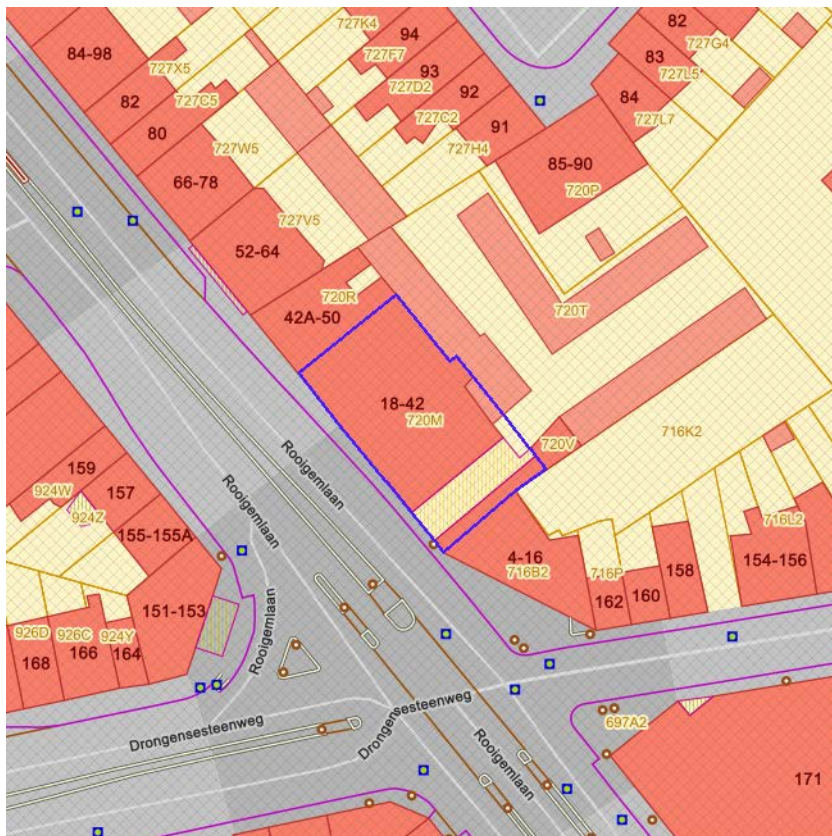 727K4
82
94
727G4
84-98
727F7
83
727X5
93
727L5
727D2
82
727C5
92
84
727C2
80
91
727L7
727W5
727H4
85-90
66-78
720P
727V5
52-64
720R
720T
42A-50
18-42
720M
720V
716K2
Rooigemlaan
Rooigemlaan
159
924W
157
924Z
155-155A
716L2
4-16
154-156
716B2
716P
158
151-153
162
160
Rooigemlaan
926D
926C
924Y
168
166
164
Drongensesteenweg
Drongensesteenweg
697A2
Rooigemlaan
171